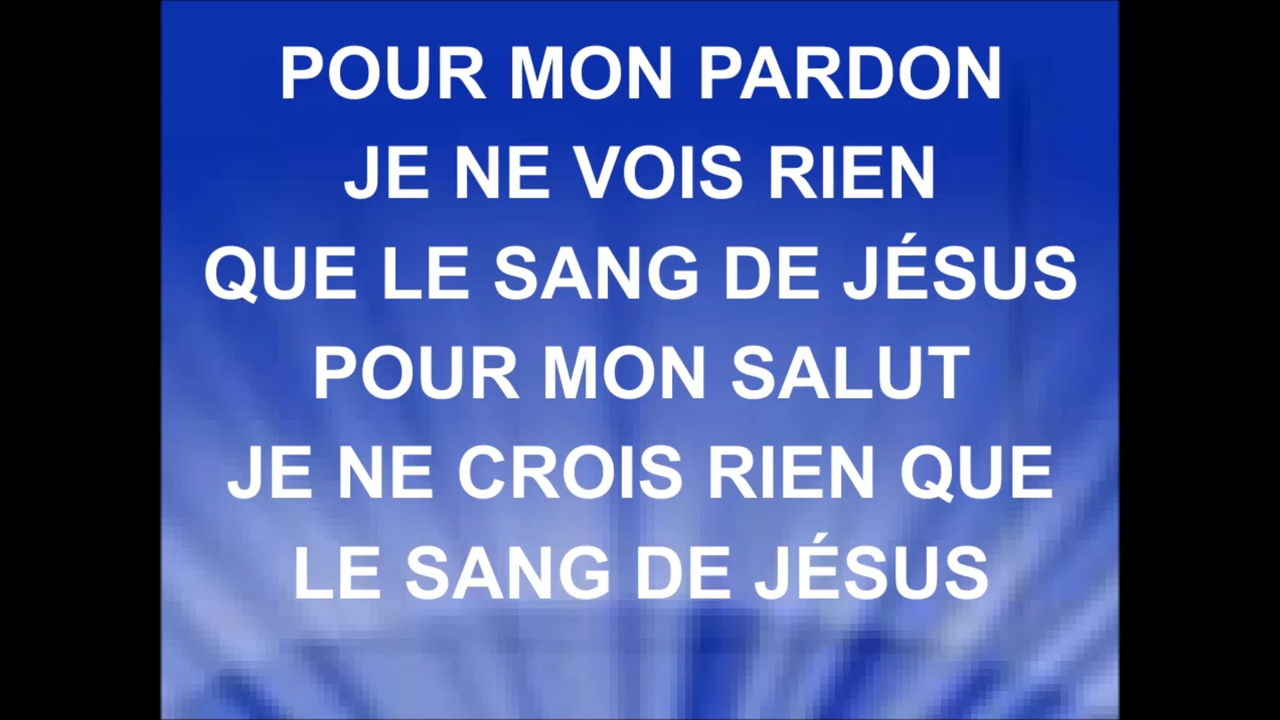 POUR MON PARDON
JE NE VOIS RIEN
QUE LE SANG DE JÉSUS
POUR MON SALUT
JE NE CROIS RIEN QUE
LE SANG DE JÉSUS